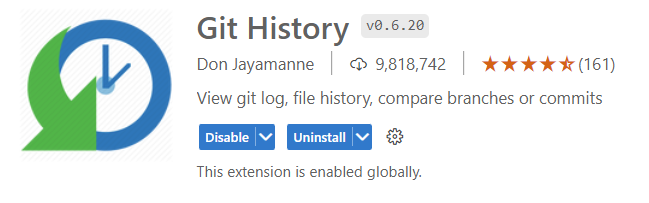 Git History v0.6.20
Don Jayamanne 9,818,742 (161)
View git log, file history, compare branches or commits
Disable Uninstall
This extension is enabled globally.